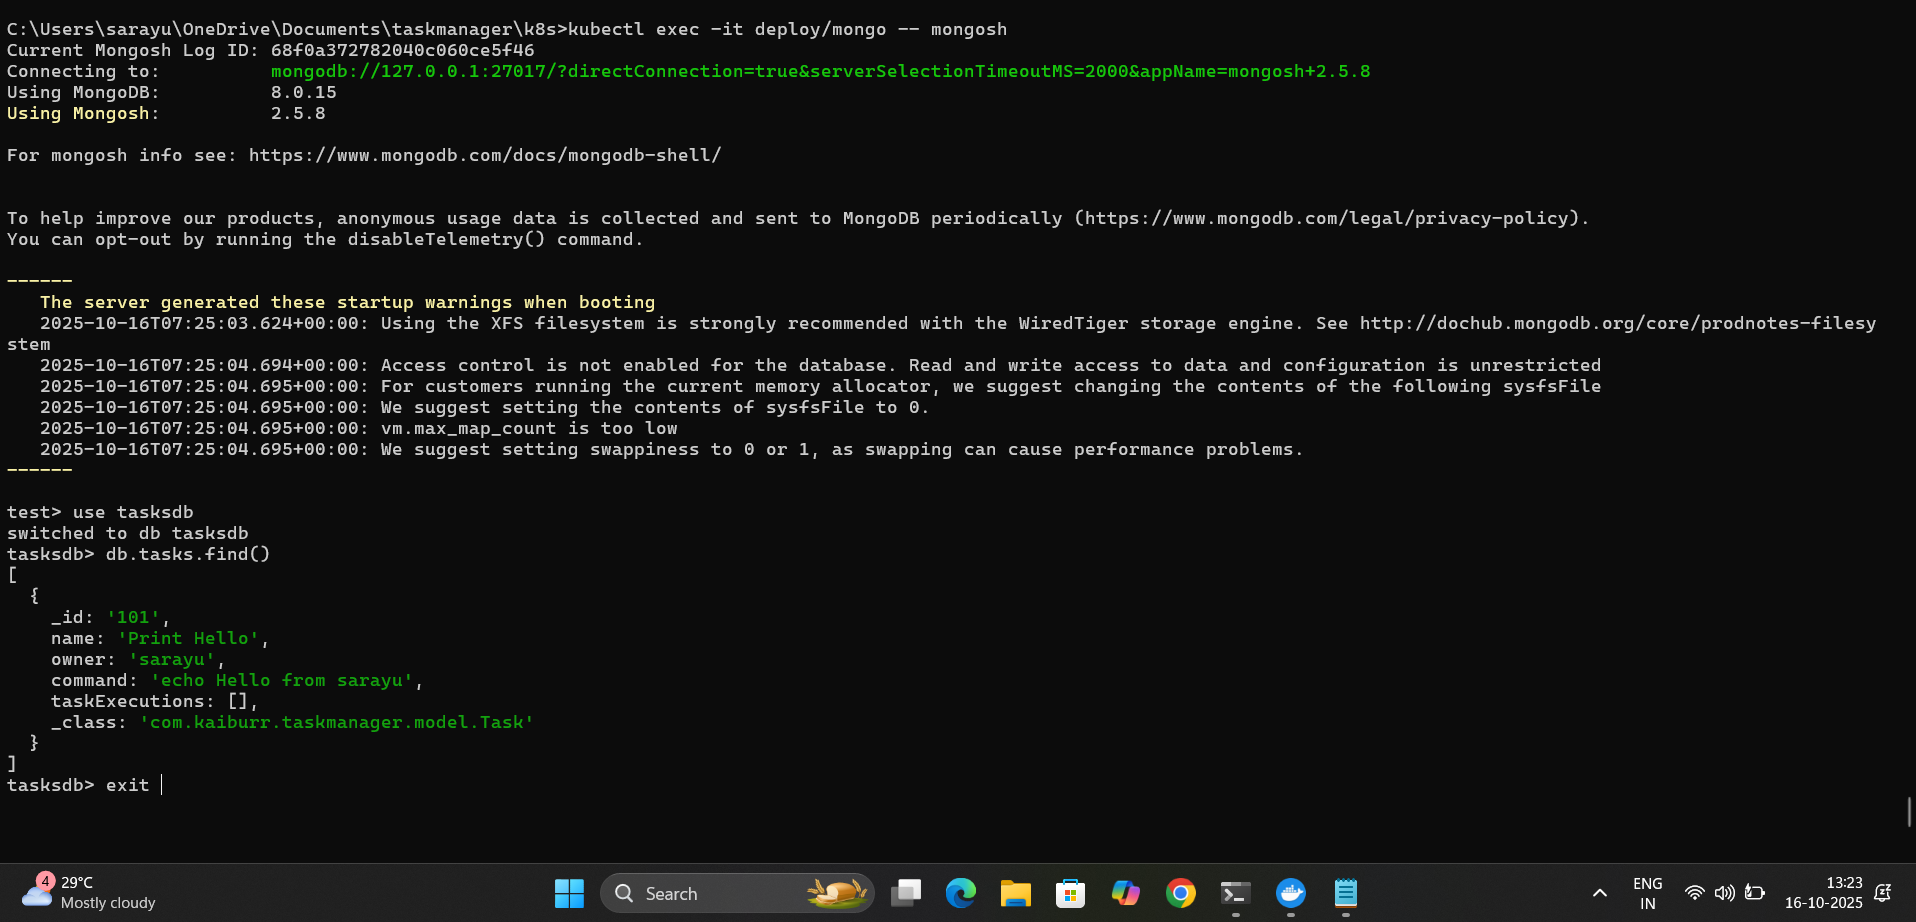 C:\Users\sarayu\OneDrive\Documents\taskmanager\k8s>kubectl exec -it deploy/mongo -- mongosh
Current Mongosh Log ID: 68f0a372782040c060ce5f46
Connecting to:          mongodb://127.0.0.1:27017/?directConnection=true&serverSelectionTimeoutMS=2000&appName=mongosh+2.5.8
Using MongoDB:          8.0.15
Using Mongosh:          2.5.8
For mongosh info see: https://www.mongodb.com/docs/mongodb-shell/
To help improve our products, anonymous usage data is collected and sent to MongoDB periodically (https://www.mongodb.com/legal/privacy-policy).
You can opt-out by running the disableTelemetry() command.
------
   The server generated these startup warnings when booting
   2025-10-16T07:25:03.624+00:00: Using the XFS filesystem is strongly recommended with the WiredTiger storage engine. See http://dochub.mongodb.org/core/prodnotes-filesy
stem
   2025-10-16T07:25:04.694+00:00: Access control is not enabled for the database. Read and write access to data and configuration is unrestricted
   2025-10-16T07:25:04.695+00:00: For customers running the current memory allocator, we suggest changing the contents of the following sysfsFile
   2025-10-16T07:25:04.695+00:00: We suggest setting the contents of sysfsFile to 0.
   2025-10-16T07:25:04.695+00:00: vm.max_map_count is too low
   2025-10-16T07:25:04.695+00:00: We suggest setting swappiness to 0 or 1, as swapping can cause performance problems.
------
test> use tasksdb
switched to db tasksdb
tasksdb> db.tasks.find()
[
  {
    _id: '101',
    name: 'Print Hello',
    owner: 'sarayu',
    command: 'echo Hello from sarayu',
    taskExecutions: [],
    _class: 'com.kaiburr.taskmanager.model.Task'
  }
]
tasksdb> exit
4
29°C
Mostly cloudy
Search
ENG
IN
13:23
16-10-2025